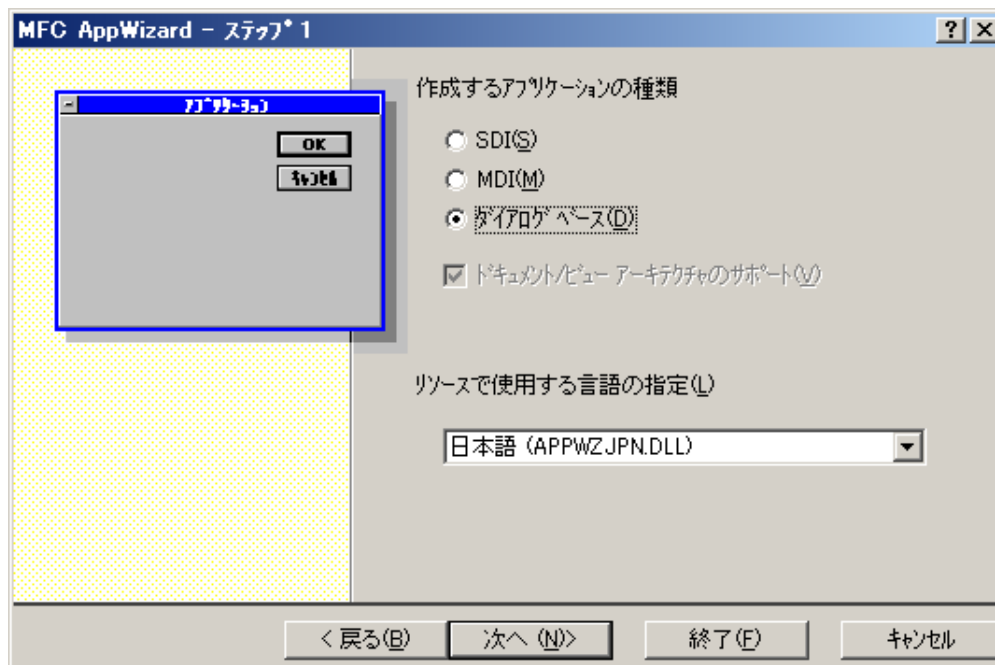 MFC AppWizard - ｽﾃｯﾌﾟ 1
作成するｱﾌﾟﾘｹｰｼｮﾝの種類
ｱﾌﾟﾘｹｰｼｮﾝ
OK
ｷｬﾝｾﾙ
SDI(S)
MDI(M)
ﾀﾞｲｱﾛｸﾞ ﾍﾞｰｽ(D)
ﾄﾞｷｭﾒﾝﾄ/ﾋﾞｭｰ ｱｰｷﾃｸﾁｬのｻﾎﾟｰﾄ(V)
ﾘｿｰｽで使用する言語の指定(L)
日本語 (APPWZJPN.DLL)
< 戻る(B)
次へ (N)>
終了(F)
ｷｬﾝｾﾙ